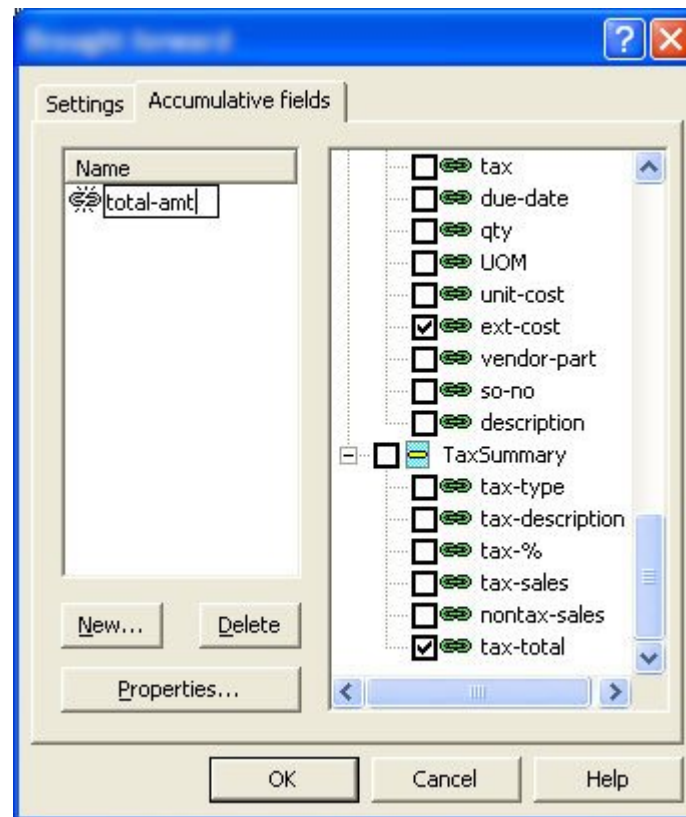 Settings
Accumulative fields
Name
total-amt
tax
due-date
qty
UOM
unit-cost
ext-cost
vendor-part
so-no
description
TaxSummary
tax-type
tax-description
tax-%
tax-sales
nontax-sales
tax-total
New...
Delete
Properties...
OK
Cancel
Help